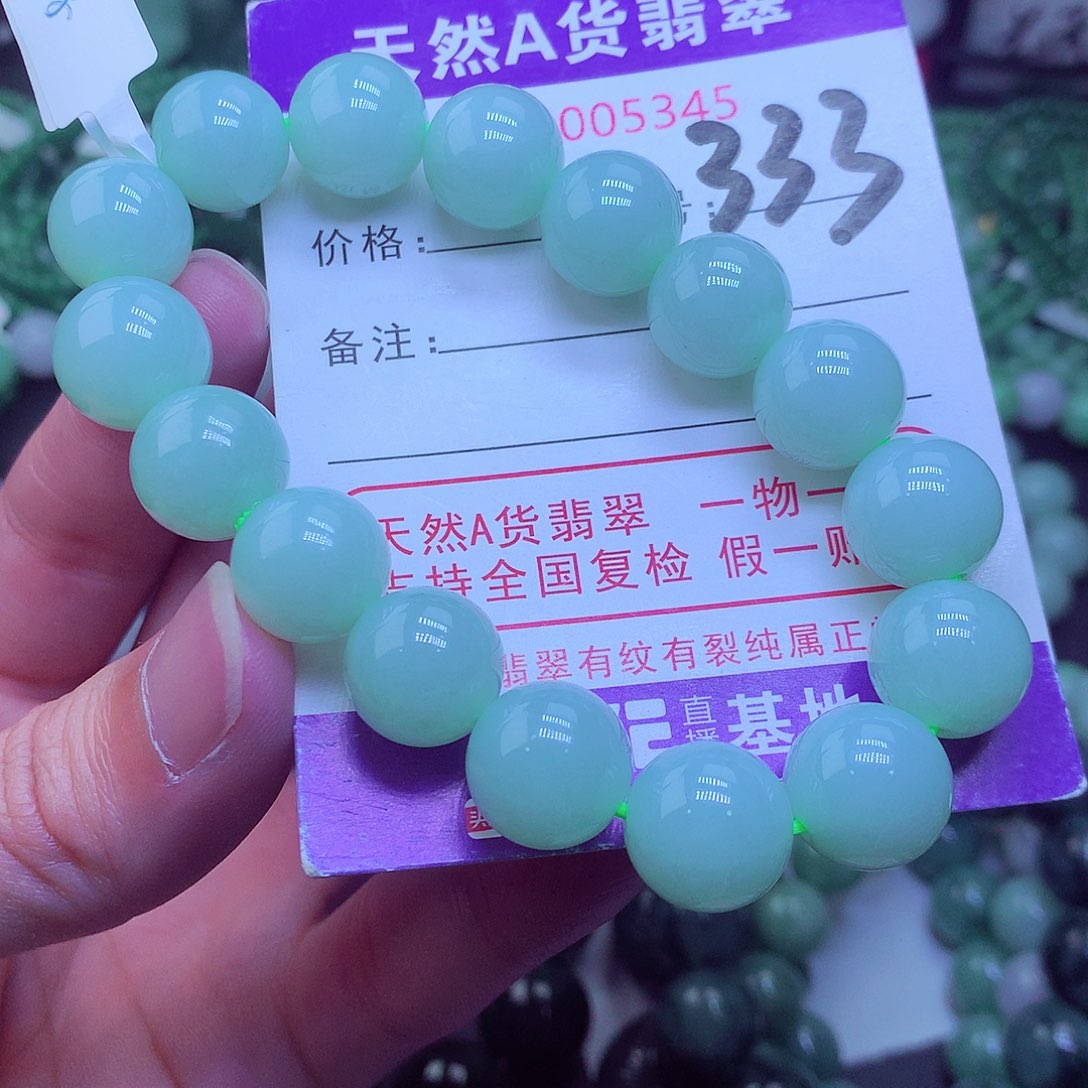 天然A货翡翠
005345
333
价格:
备注:
天然A货翡翠 一物一
支持全国复检 假一赔
翡翠有纹有裂纯属正
直播
基地